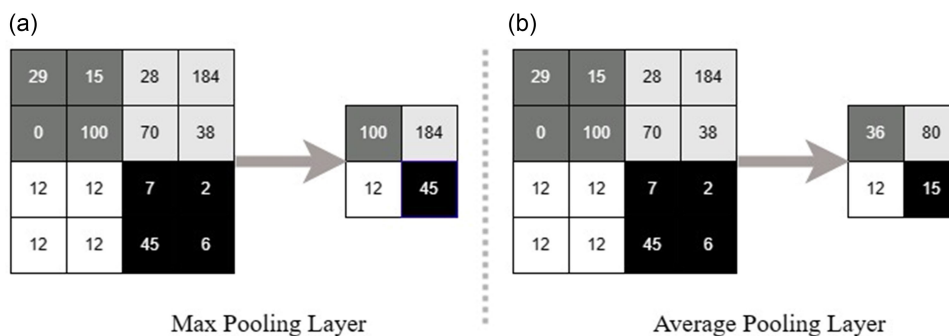 (a)
29 15 28 184
0 100 70 38
12 12 7 2
12 12 45 6
100 184
12 45
Max Pooling Layer
(b)
29 15 28 184
0 100 70 38
12 12 7 2
12 12 45 6
36 80
12 15
Average Pooling Layer